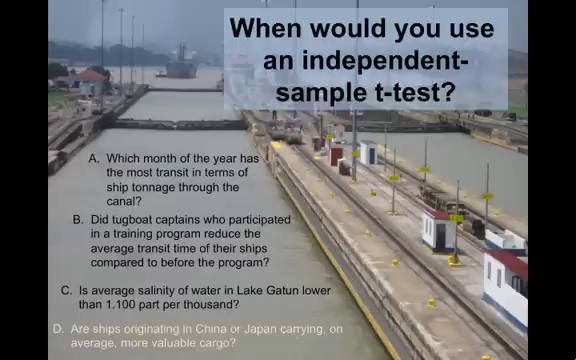 When would you use
an independent-
sample t-test?
A. Which month of the year has
the most transit in terms of
ship tonnage through the
canal?
B. Did tugboat captains who participated
in a training program reduce the
average transit time of their ships
compared to before the program?
C. Is average salinity of water in Lake Gatun lower
than 1.100 part per thousand?
D. Are ships originating in China or Japan carrying, on
average, more valuable cargo?